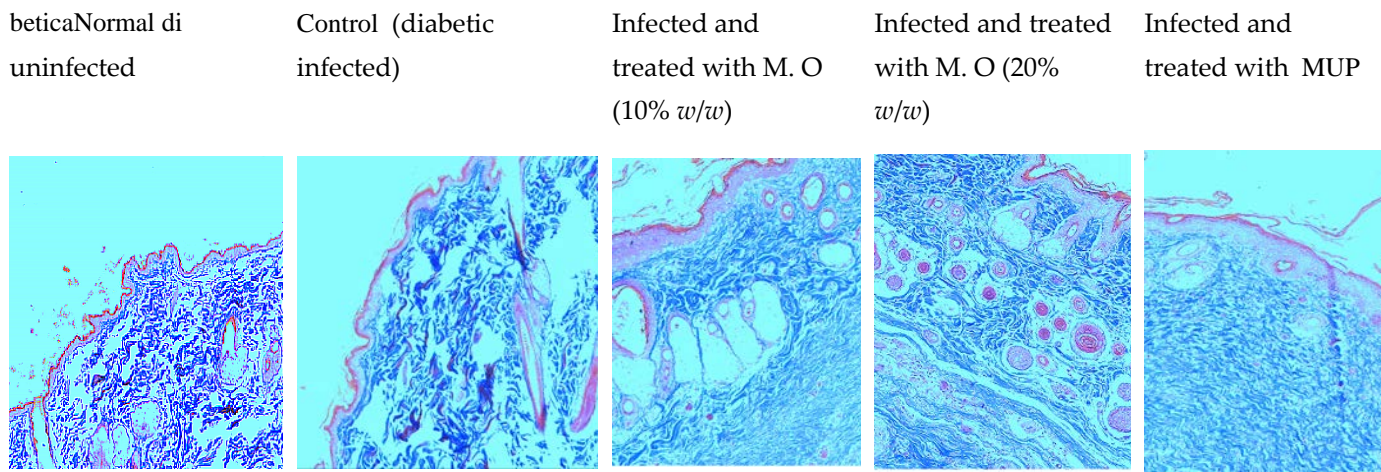 beticaNormal di
uninfected
Control (diabetic
infected)
Infected and
treated with M. O
(10% w/w)
Infected and treated
with M. O (20%
w/w)
Infected and
treated with MUP